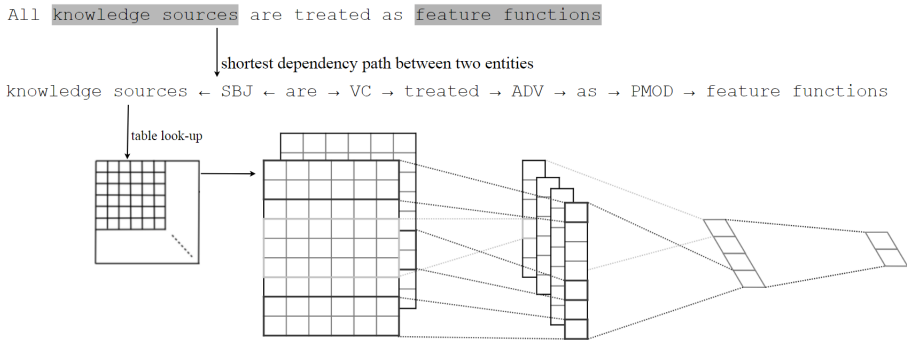 All knowledge sources are treated as feature functions
shortest dependency path between two entities
knowledge sources ← SBJ ← are → VC → treated → ADV → as → PMOD → feature functions
table look-up